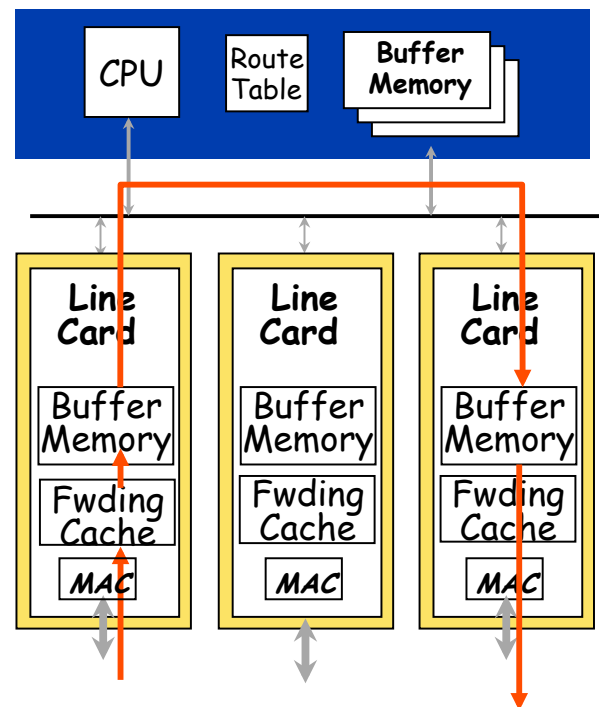 CPU
Route
Table
Buffer
Memory
Line
Card
Buffer
Memory
Fwding
Cache
MAC
Line
Card
Buffer
Memory
Fwding
Cache
MAC
Line
Card
Buffer
Memory
Fwding
Cache
MAC